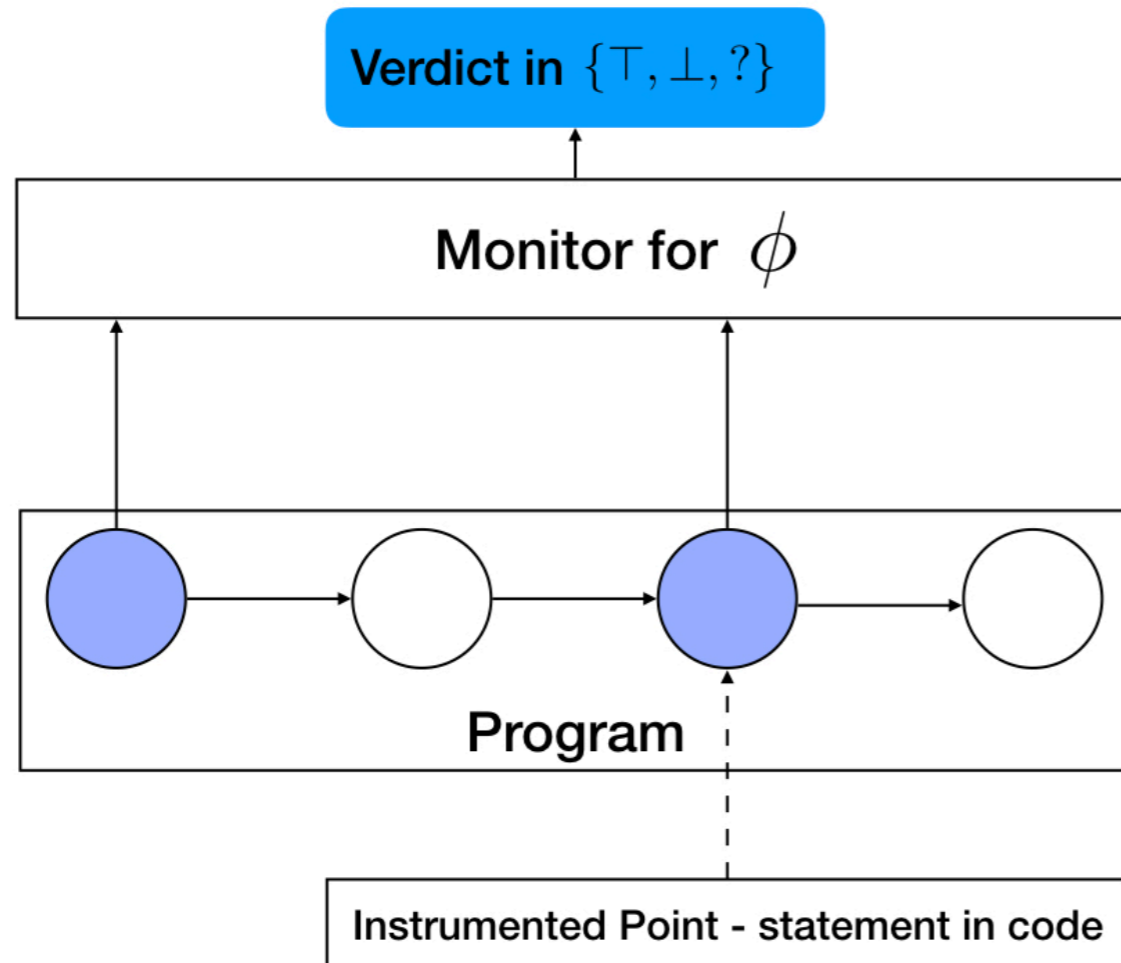 Verdict in {⊤, ⊥, ?}
Monitor for ϕ
Program
Instrumented Point - statement in code